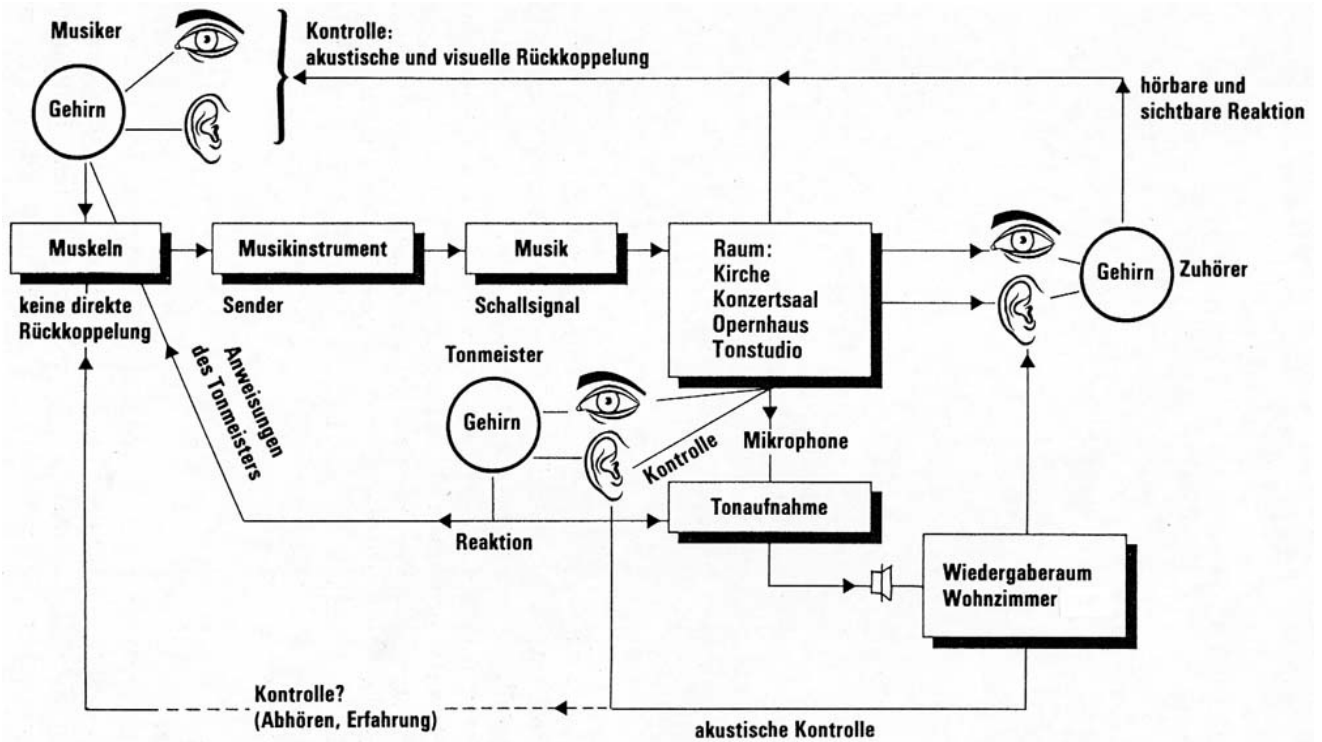 Musiker
Kontrolle:
akustische und visuelle Rückkoppelung
hörbare und
sichtbare Reaktion
Gehirn
Muskeln
Musikinstrument
Musik
Raum:
Kirche
Konzertsaal
Opernhaus
Tonstudio
Gehirn
Zuhörer
keine direkte
Rückkoppelung
Sender
Schallsignal
Anweisungen
des Tonmeisters
Tonmeister
Gehirn
Kontrolle
Mikrophone
Tonaufnahme
Reaktion
Wiedergaberaum
Wohnzimmer
Kontrolle?
(Abhören, Erfahrung)
akustische Kontrolle